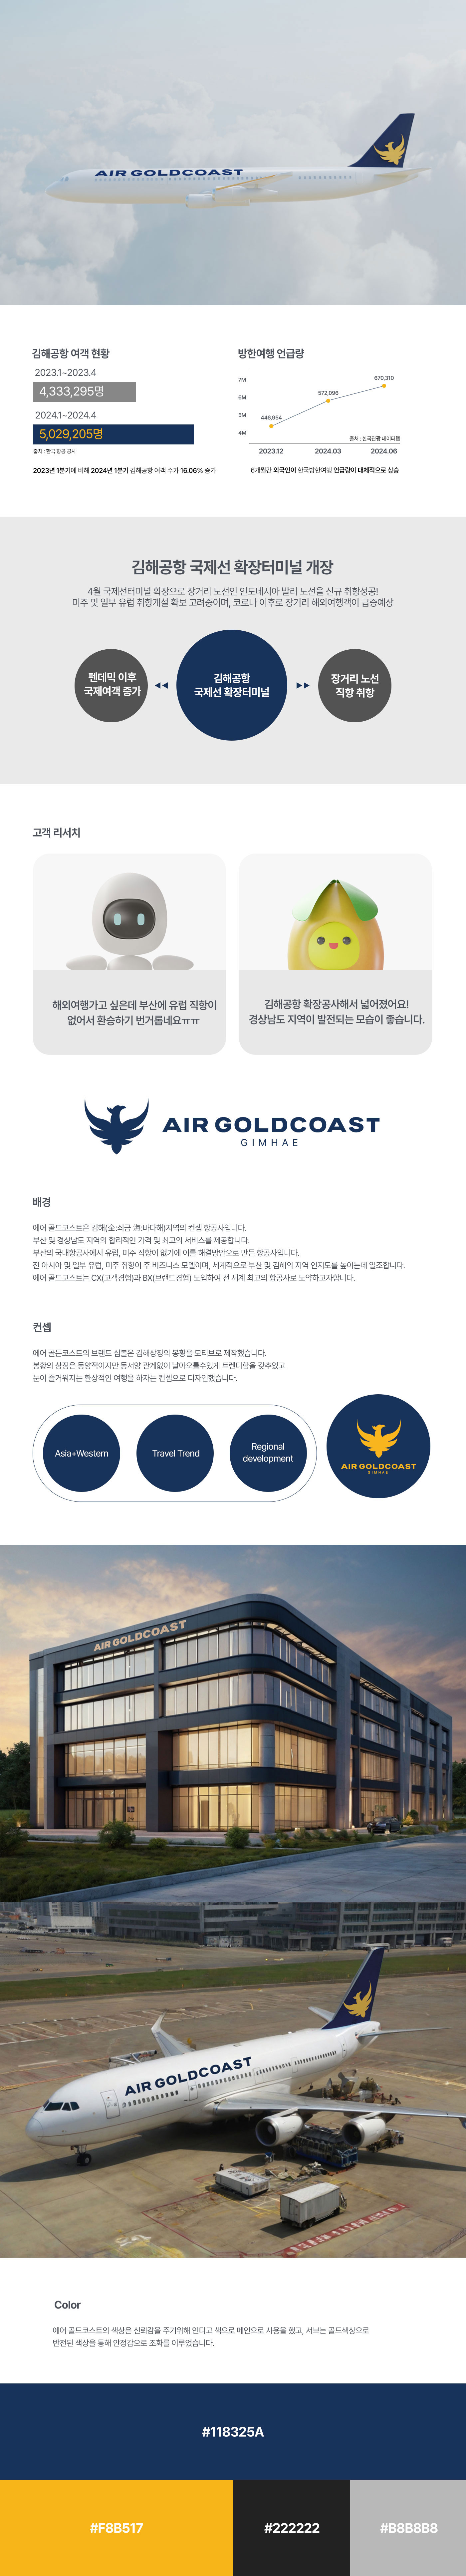 AIR GOLDCOAST
김해공항 여객 현황
2023.1~2023.4
4,333,295명
2024.1~2024.4
5,029,205명
출처 : 한국 항공 공사
2023년 1분기에 비해 2024년 1분기 김해공항 여객 수가 16.06% 증가
방한여행 언급량
7M
6M
5M
4M
446,954
572,096
670,310
출처 : 한국관광 데이터랩
2023.12
2024.03
2024.06
6개월간 외국인이 한국방한여행 언급량이 대체적으로 상승
김해공항 국제선 확장터미널 개장
4월 국제선터미널 확장으로 장거리 노선인 인도네시아 발리 노선을 신규 취항성공!
미주 및 일부 유럽 취항개설 확보 고려중이며, 코로나 이후로 장거리 해외여행객이 급증예상
펜데믹 이후
국제여객 증가
김해공항
국제선 확장터미널
장거리 노선
직항 취항
고객 리서치
해외여행가고 싶은데 부산에 유럽 직항이
없어서 환승하기 번거롭네요ㅠㅠ
김해공항 확장공사해서 넓어졌어요!
경상남도 지역이 발전되는 모습이 좋습니다.
AIR GOLDCOAST
GIMHAE
배경
에어 골드코스트은 김해(金:쇠금 海:바다해)지역의 컨셉 항공사입니다.
부산 및 경상남도 지역의 합리적인 가격 및 최고의 서비스를 제공합니다.
부산의 국내항공사에서 유럽, 미주 직항이 없기에 이를 해결방안으로 만든 항공사입니다.
전 아시아 및 일부 유럽, 미주 취항이 주 비즈니스 모델이며, 세계적으로 부산 및 김해의 지역 인지도를 높이는데 일조합니다.
에어 골드코스트는 CX(고객경험)과 BX(브랜드경험) 도입하여 전 세계 최고의 항공사로 도약하고자합니다.
컨셉
에어 골든코스트의 브랜드 심볼은 김해상징의 봉황을 모티브로 제작했습니다.
봉황의 상징은 동양적이지만 동서양 관계없이 날아오를수있게 트렌디함을 갖추었고
눈이 즐거워지는 환상적인 여행을 하자는 컨셉으로 디자인했습니다.
Asia+Western
Travel Trend
Regional
development
AIR GOLDCOAST
GIMHAE
AIR GOLDCOAST
AIR GOLDCOAST
Color
에어 골드코스트의 색상은 신뢰감을 주기위해 인디고 색으로 메인으로 사용을 했고, 서브는 골드색상으로
반전된 색상을 통해 안정감으로 조화를 이루었습니다.
#118325A
#F8B517
#222222
#B8B8B8